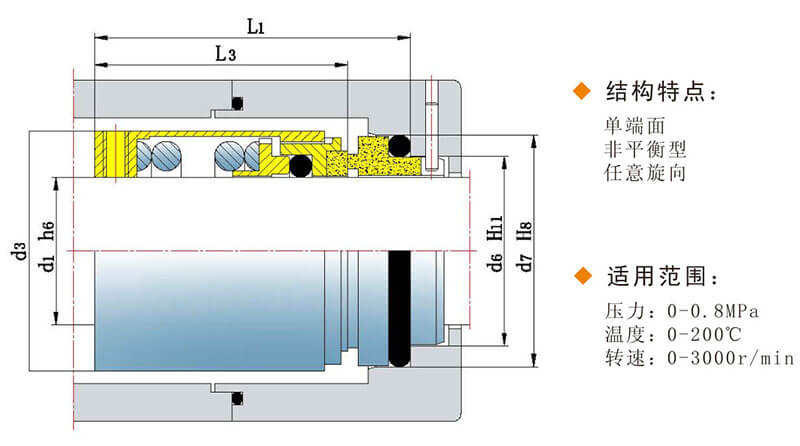 L1
L3
d3
d1 h6
d6 H11
d7 H8
结构特点：
单端面
非平衡型
任意旋向
适用范围：
压力：0-0.8MPa
温度：0-200℃
转速：0-3000r/min